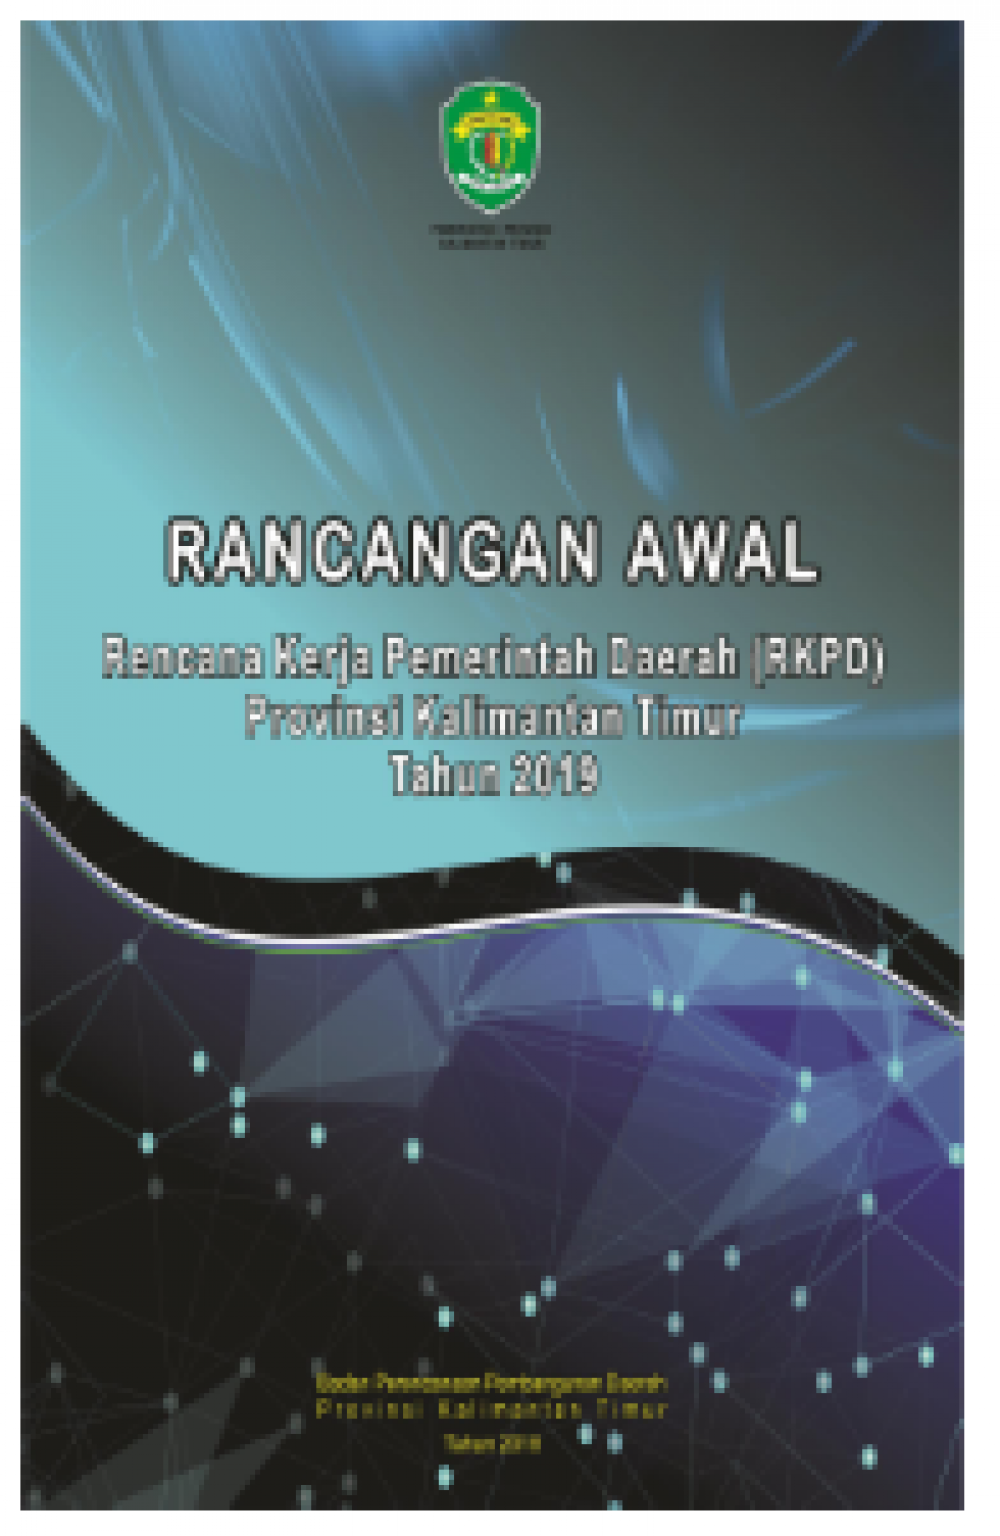 RANCANGAN AWAL
Rencana Kerja Pemerintah Daerah (RKPD)
Provinsi Kalimantan Timur
Tahun 2019
Badan Perencanaan Pembangunan Daerah
Provinsi Kalimantan Timur
Tahun 2018